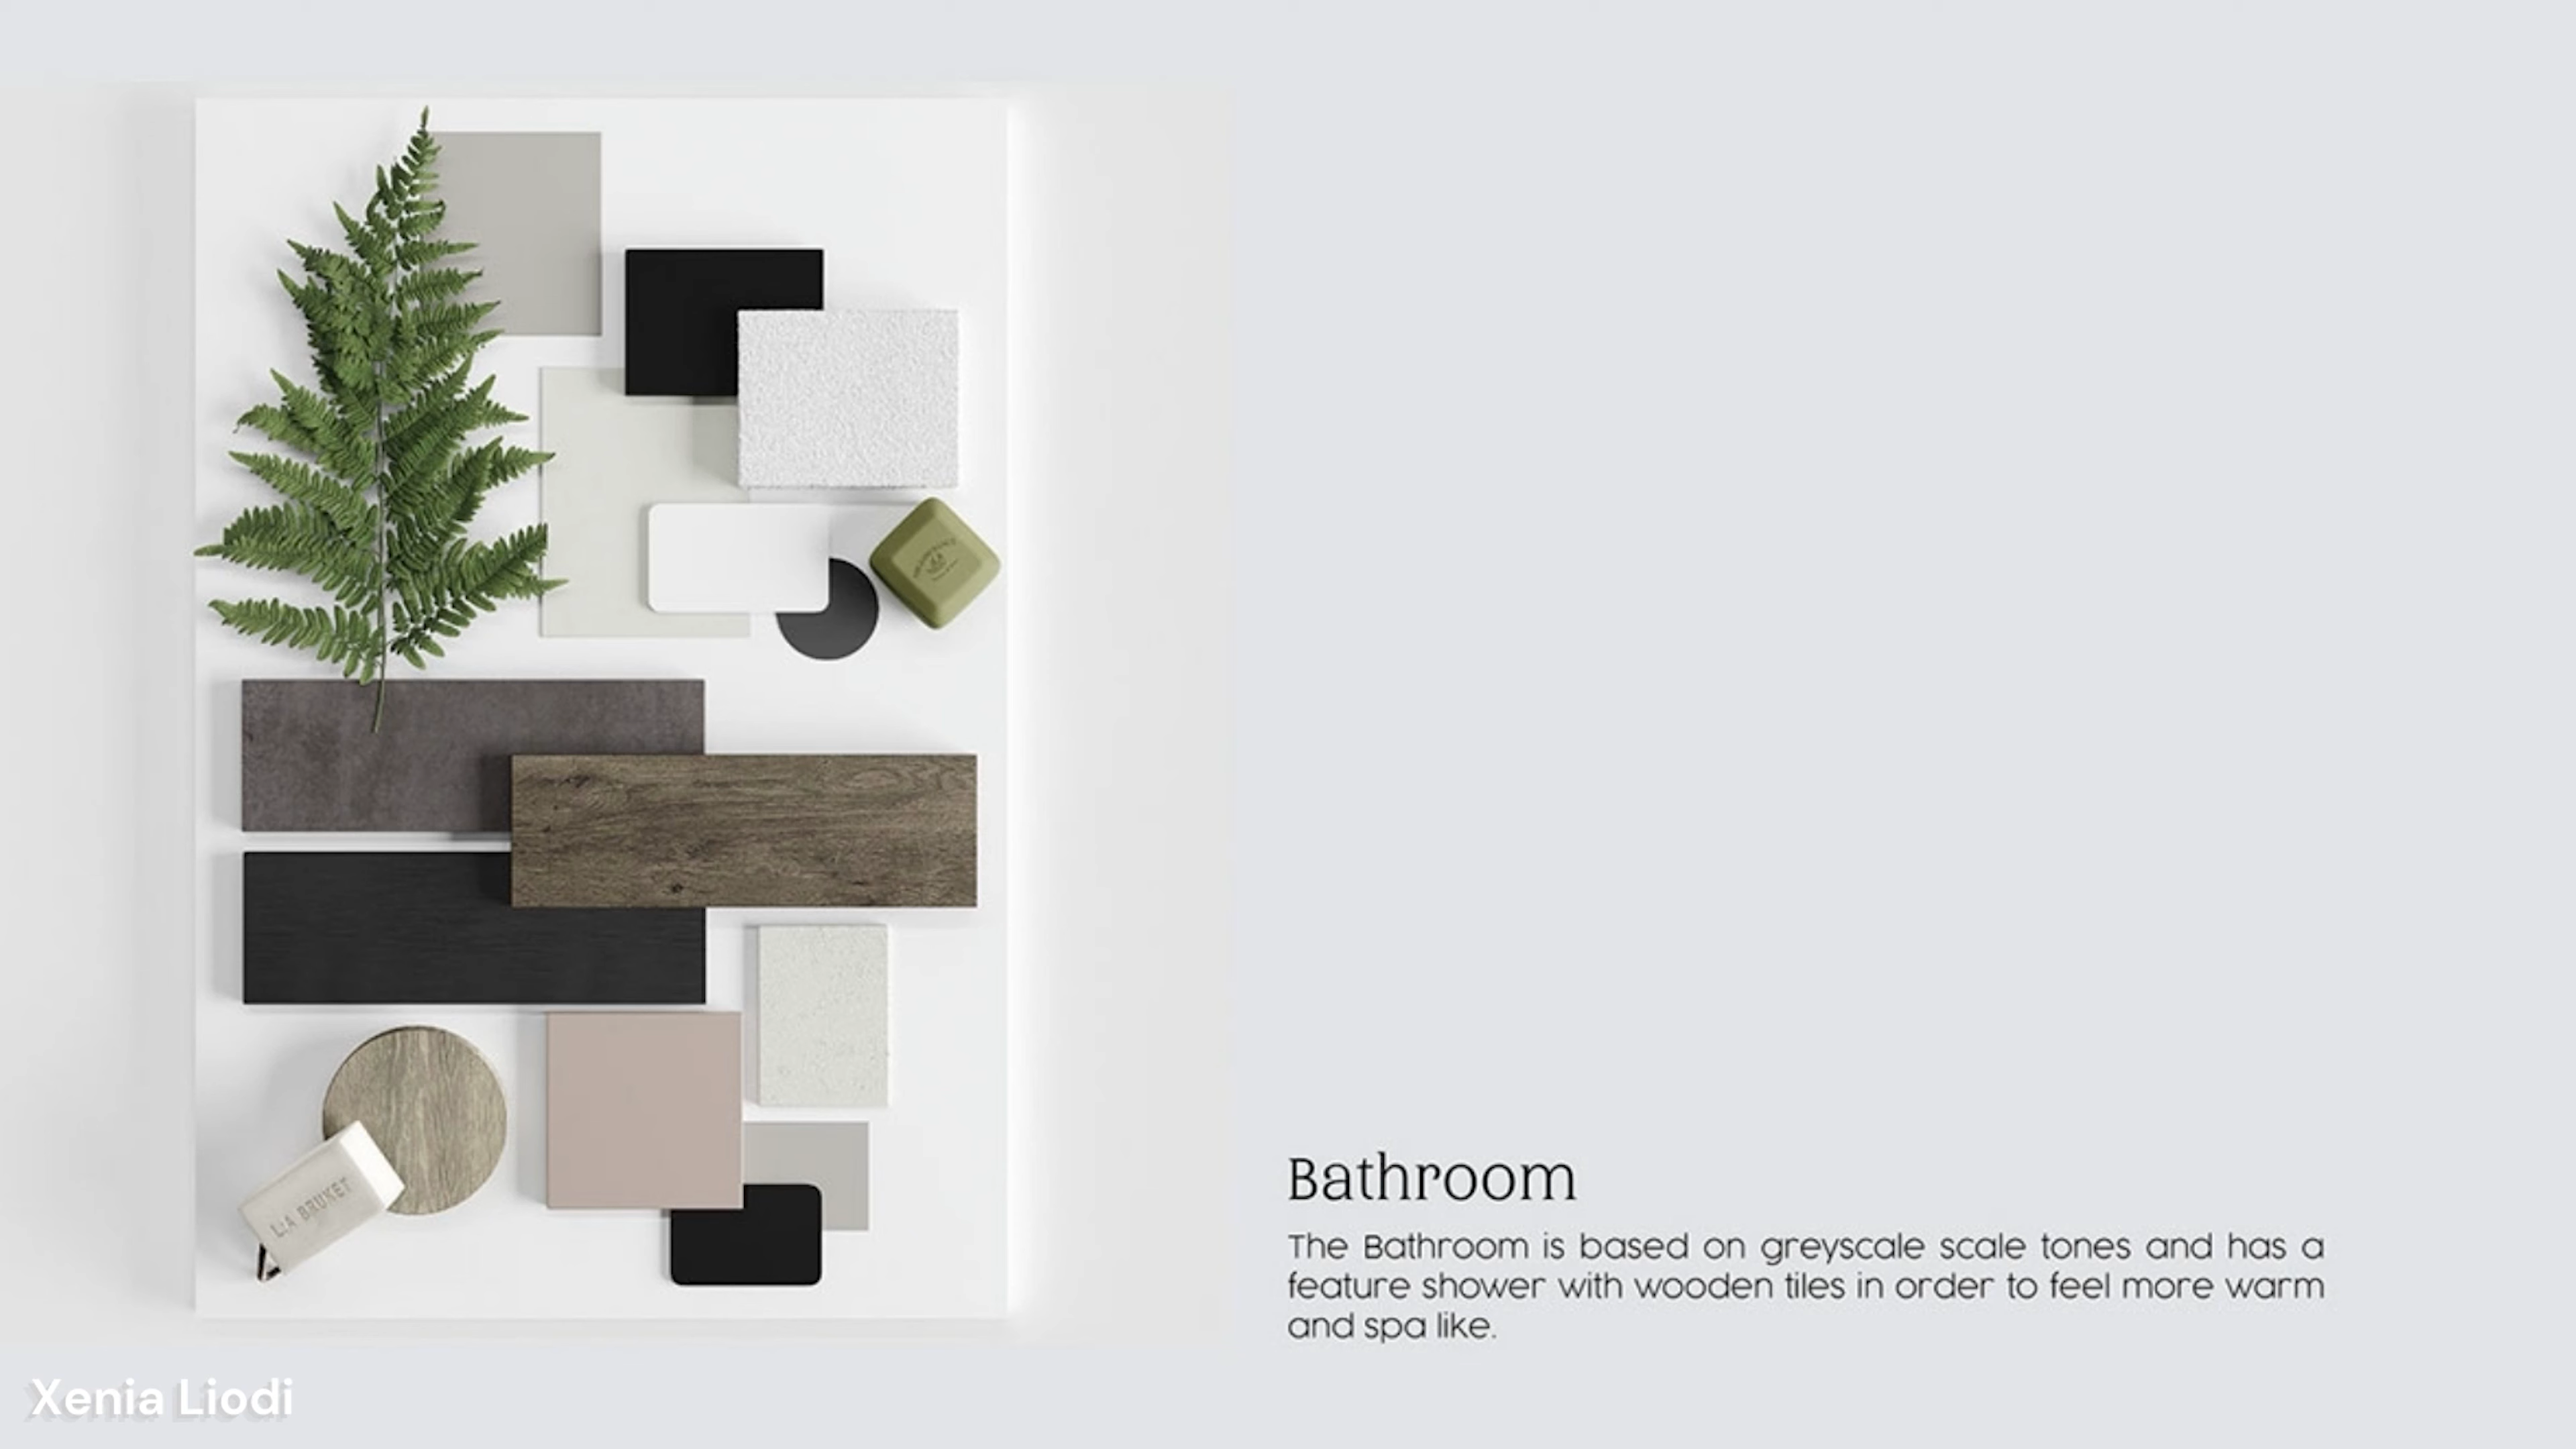 L:A BRUKET
Bathroom
The Bathroom is based on greyscale scale tones and has a
feature shower with wooden tiles in order to feel more warm
and spa like.
Xenia Liodi